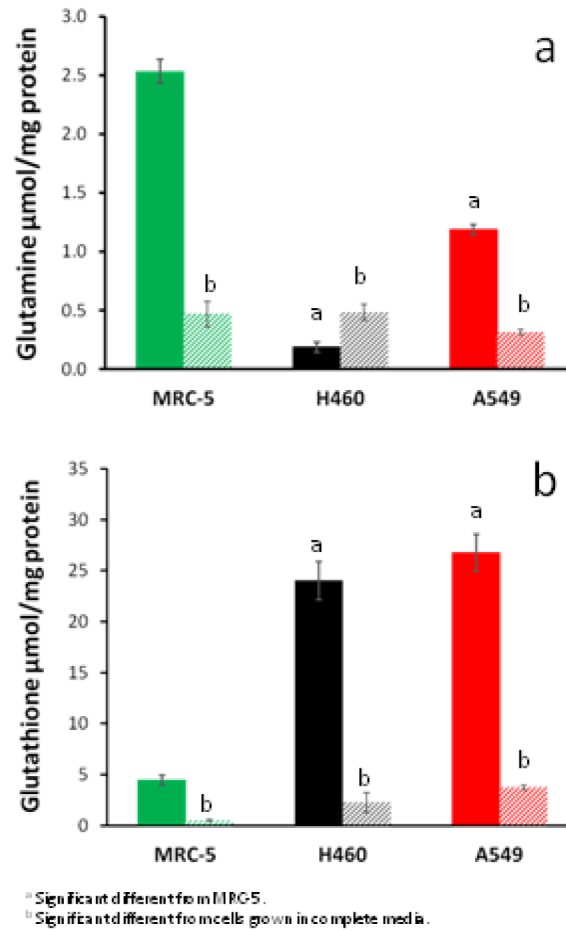 a
3.0
2.5
2.0
1.5
1.0
0.5
0.0
Glutamine μmol/mg protein
b
a
b
a
b
MRC-5 H460 A549
b
35
30
25
20
15
10
5
0
Glutathione μmol/mg protein
b
a
b
a
b
MRC-5 H460 A549
a Significant different from MRC-5.
b Significant different from cells grown in complete media.